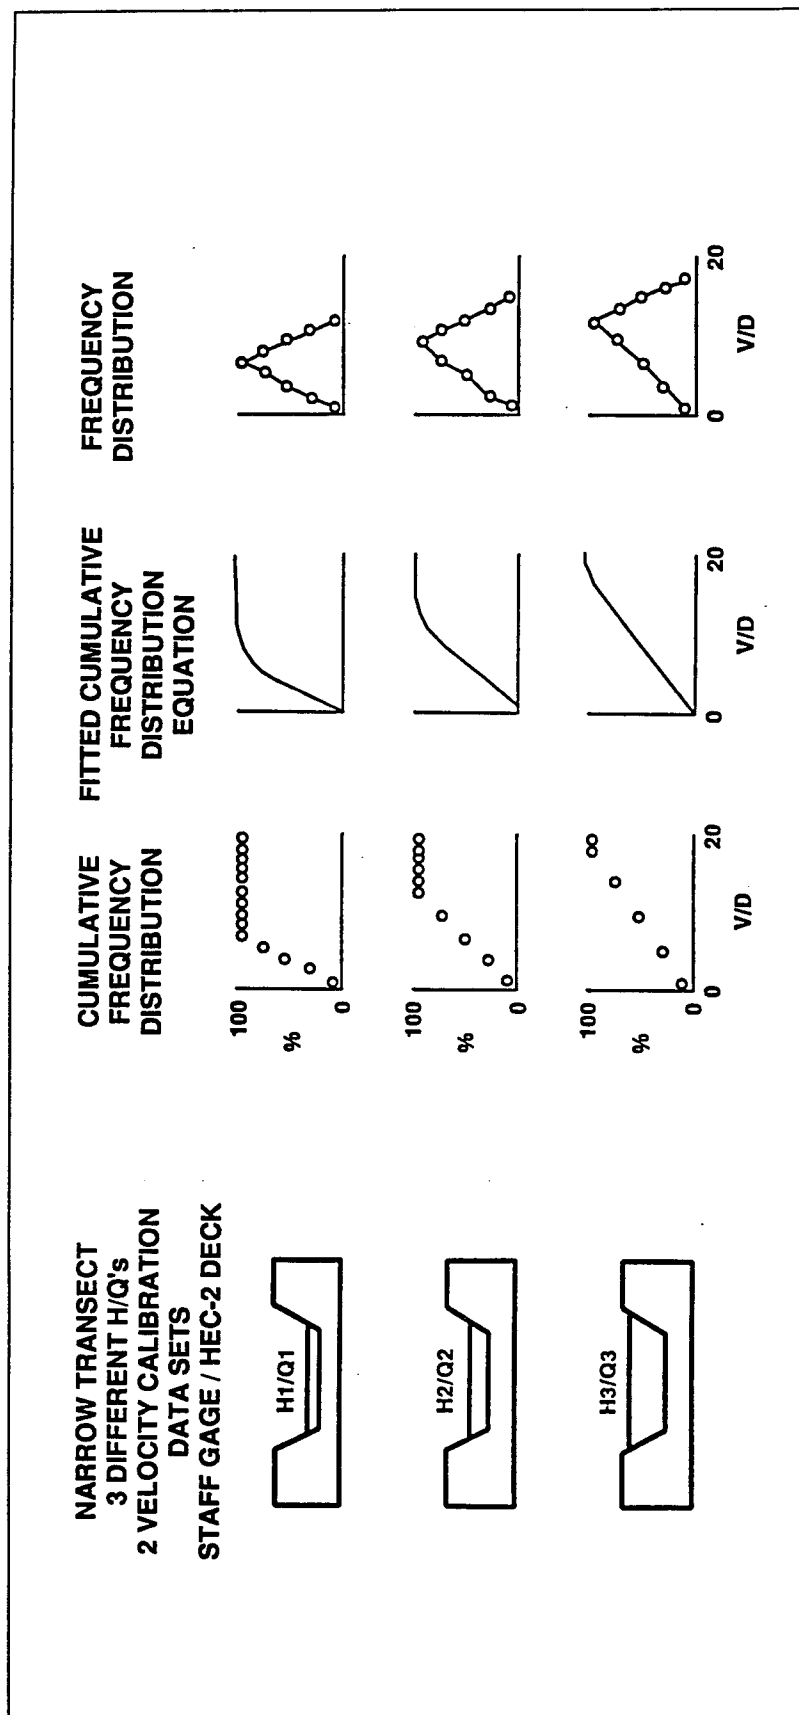 NARROW TRANSECT
3 DIFFERENT H/Q's
2 VELOCITY CALIBRATION
DATA SETS
STAFF GAGE / HEC-2 DECK
CUMULATIVE
FREQUENCY
DISTRIBUTION
FITTED CUMULATIVE
FREQUENCY
DISTRIBUTION
EQUATION
FREQUENCY
DISTRIBUTION
H1/Q1
100
%
0
H2/Q2
100
%
0
H3/Q3
100
%
0
0
20
V/D
0
20
V/D
0
20
V/D